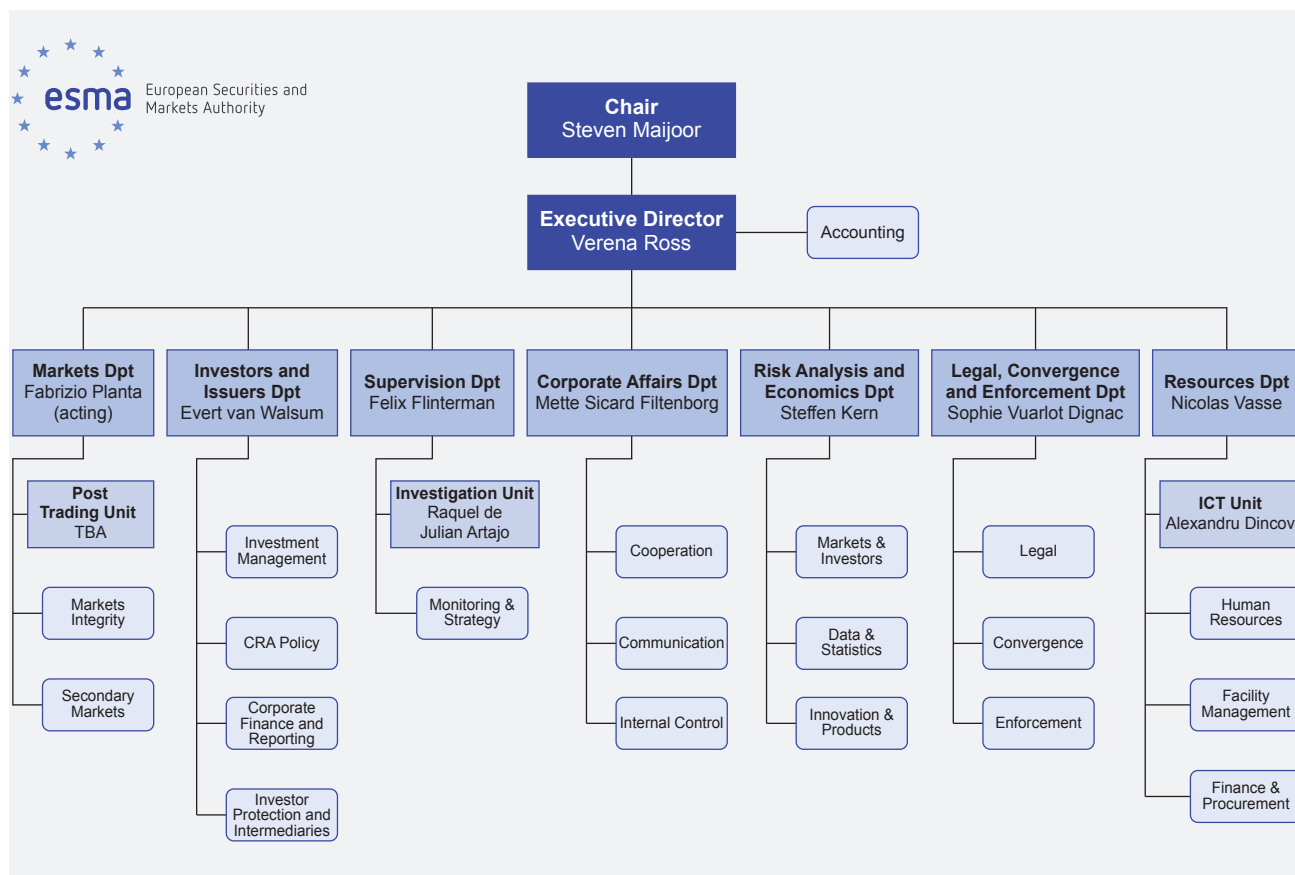 esma
European Securities and
Markets Authority
Chair
Steven Maijoor
Executive Director
Verena Ross
Accounting
Markets Dpt
Fabrizio Planta
(acting)
Investors and
Issuers Dpt
Evert van Walsum
Supervision Dpt
Felix Flinterman
Corporate Affairs Dpt
Mette Sicard Filtenborg
Risk Analysis and
Economics Dpt
Steffen Kern
Legal, Convergence
and Enforcement Dpt
Sophie Vuarlot Dignac
Resources Dpt
Nicolas Vasse
Post
Trading Unit
TBA
Markets
Integrity
Secondary
Markets
Investment
Management
CRA Policy
Corporate
Finance and
Reporting
Investor
Protection and
Intermediaries
Investigation Unit
Raquel de
Julian Artajo
Monitoring &
Strategy
Cooperation
Communication
Internal Control
Markets &
Investors
Data &
Statistics
Innovation &
Products
Legal
Convergence
Enforcement
ICT Unit
Alexandru Dincov
Human
Resources
Facility
Management
Finance &
Procurement